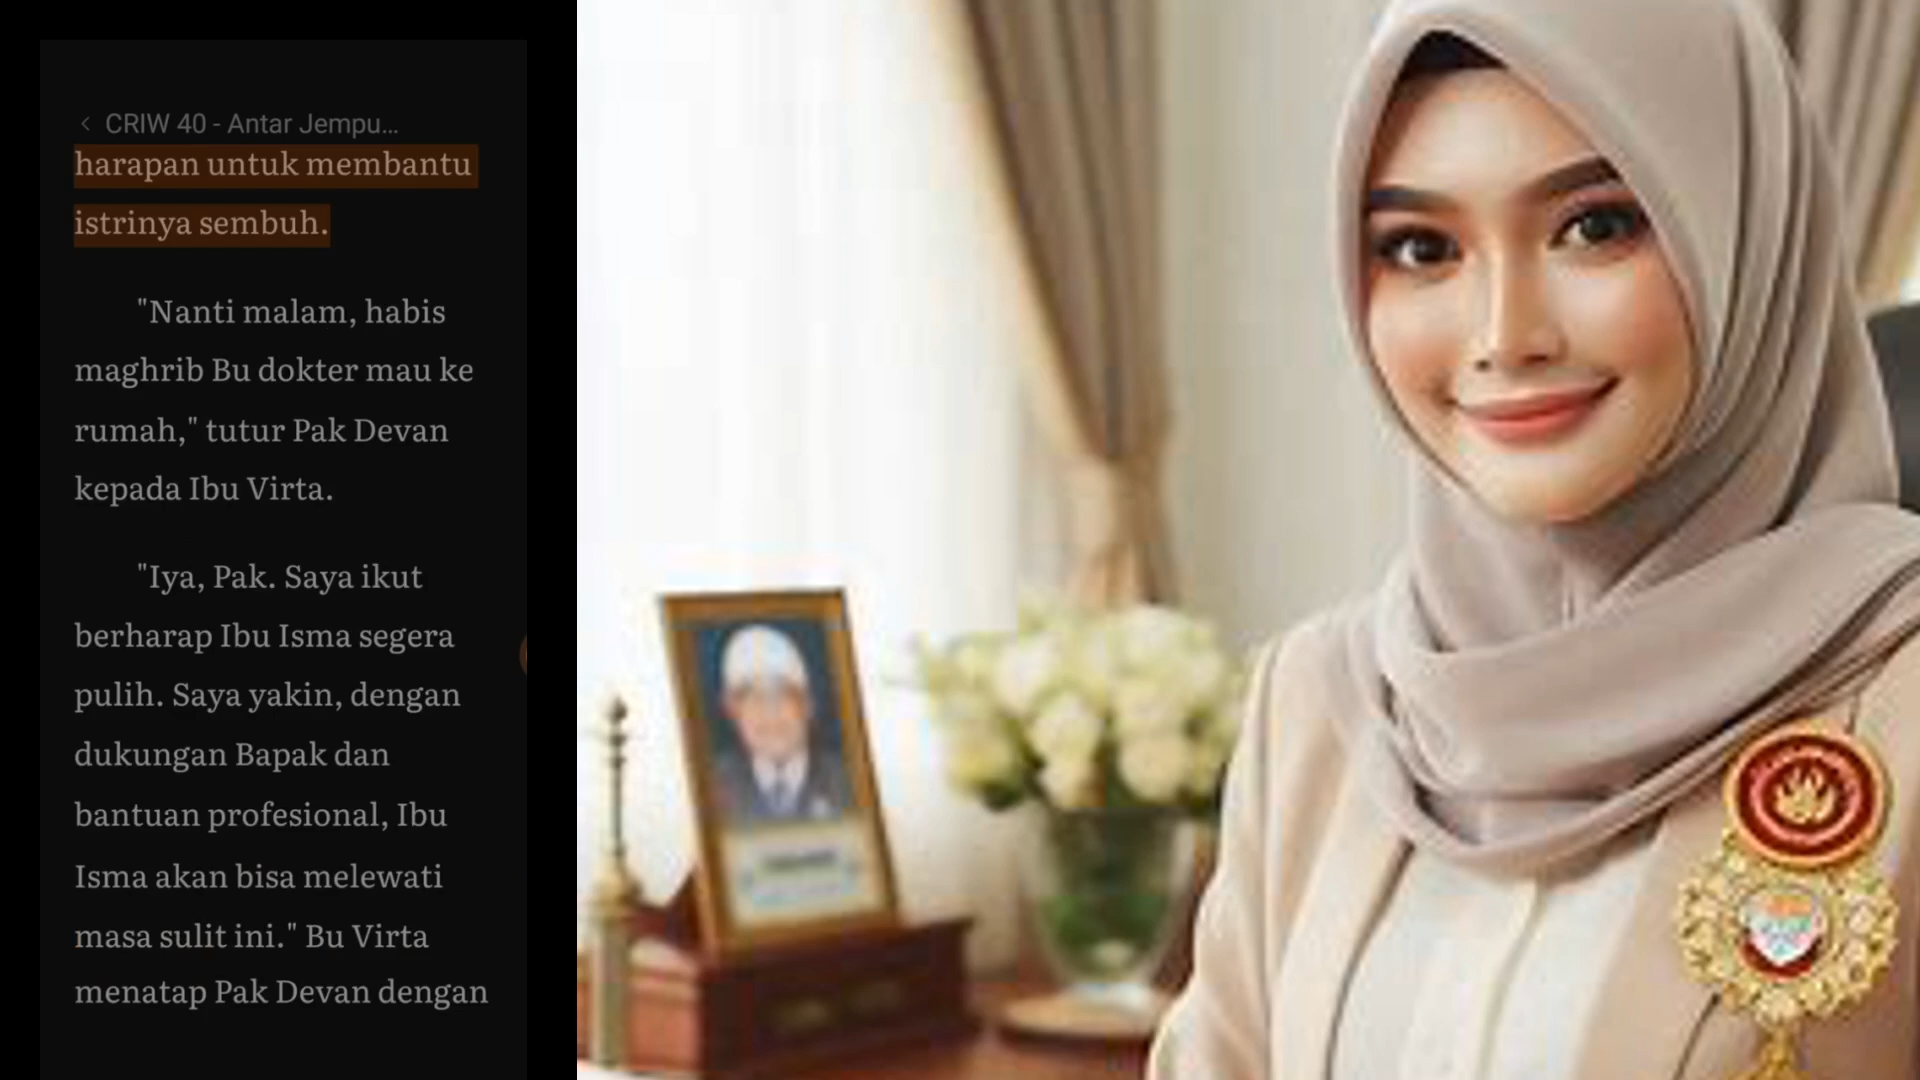 CRIW 40 - Antar Jempu...
harapan untuk membantu
istrinya sembuh.
"Nanti malam, habis
maghrib Bu dokter mau ke
rumah," tutur Pak Devan
kepada Ibu Virta.
"Iya, Pak. Saya ikut
berharap Ibu Isma segera
pulih. Saya yakin, dengan
dukungan Bapak dan
bantuan profesional, Ibu
Isma akan bisa melewati
masa sulit ini." Bu Virta
menatap Pak Devan dengan